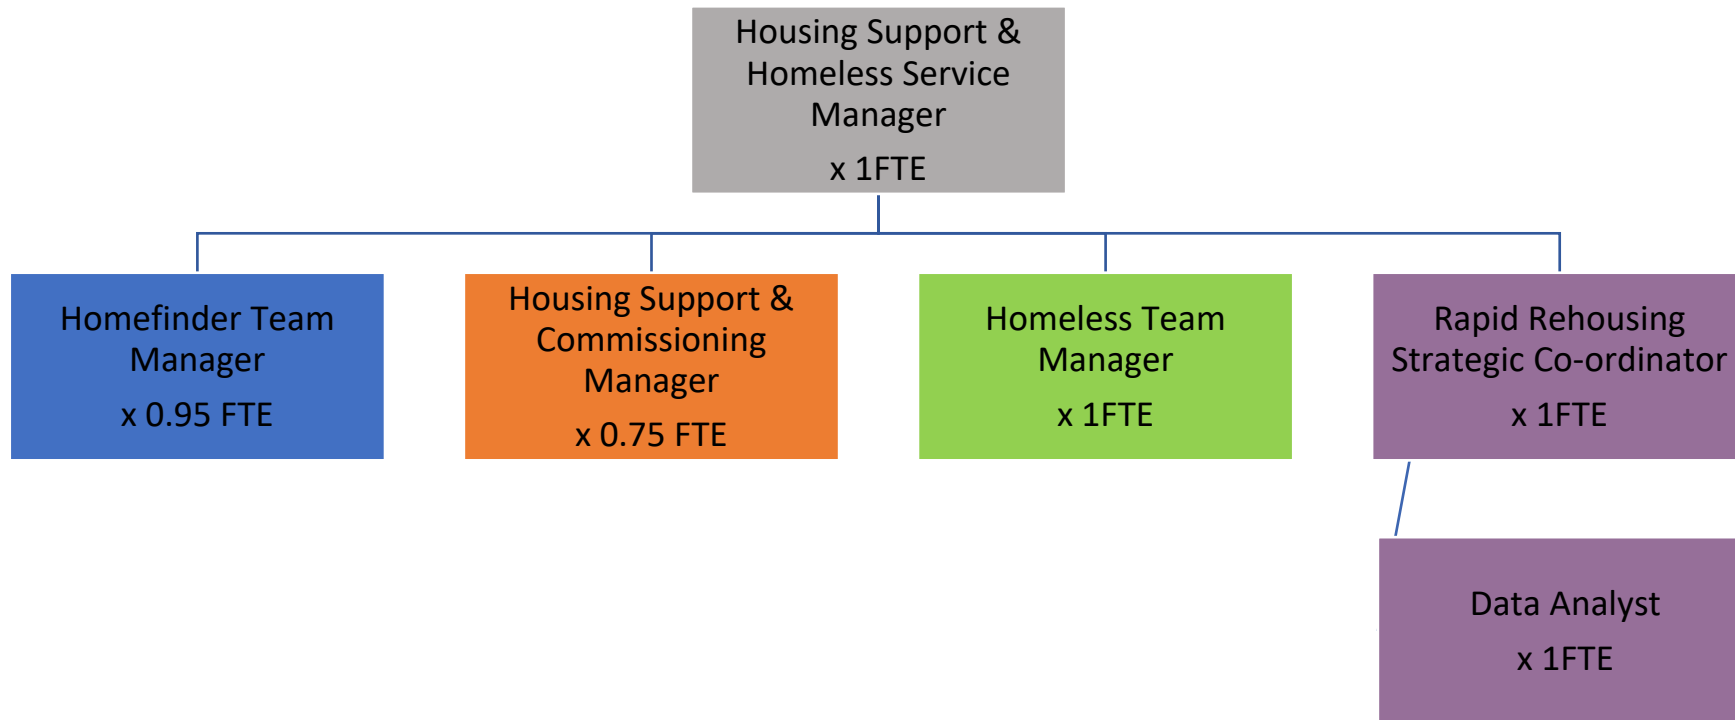 Housing Support &
Homeless Service
Manager
x 1FTE
Homefinder Team
Manager
x 0.95 FTE
Housing Support &
Commissioning
Manager
x 0.75 FTE
Homeless Team
Manager
x 1FTE
Rapid Rehousing
Strategic Co-ordinator
x 1FTE
Data Analyst
x 1FTE